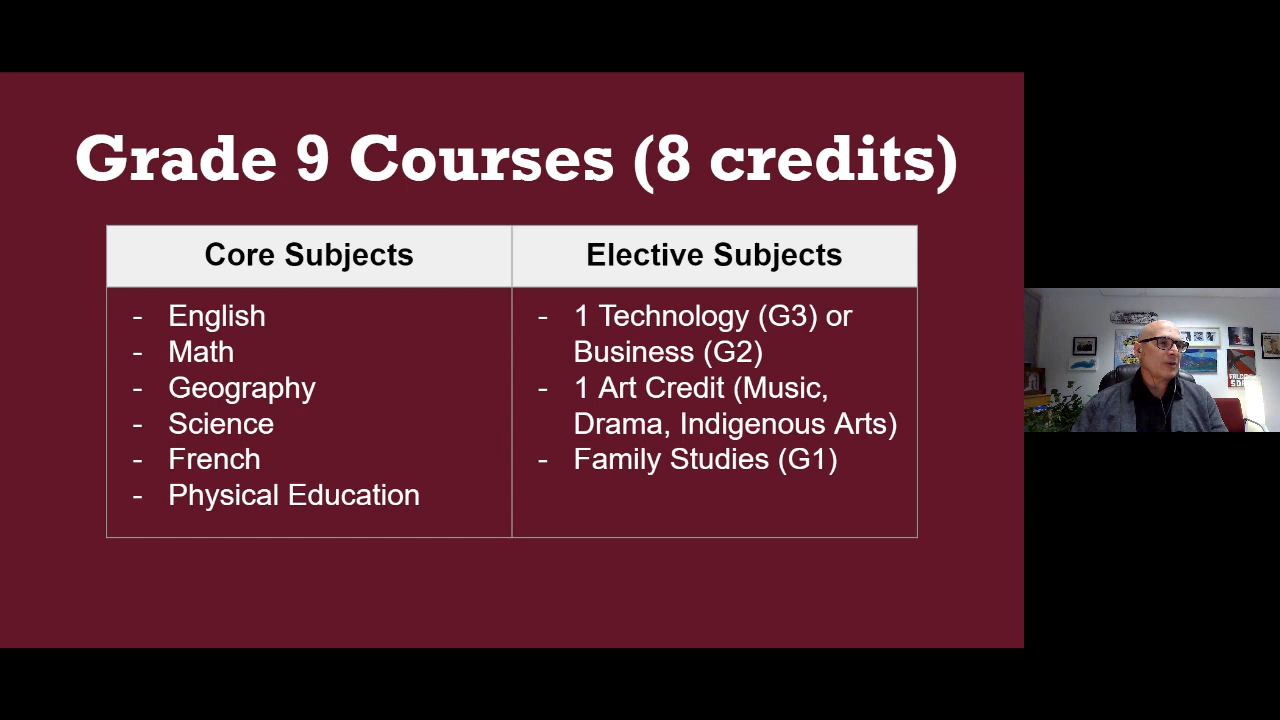 Grade 9 Courses (8 credits)
Core Subjects
Elective Subjects
- English
- Math
- Geography
- Science
- French
- Physical Education
- 1 Technology (G3) or
Business (G2)
- 1 Art Credit (Music,
Drama, Indigenous Arts)
- Family Studies (G1)